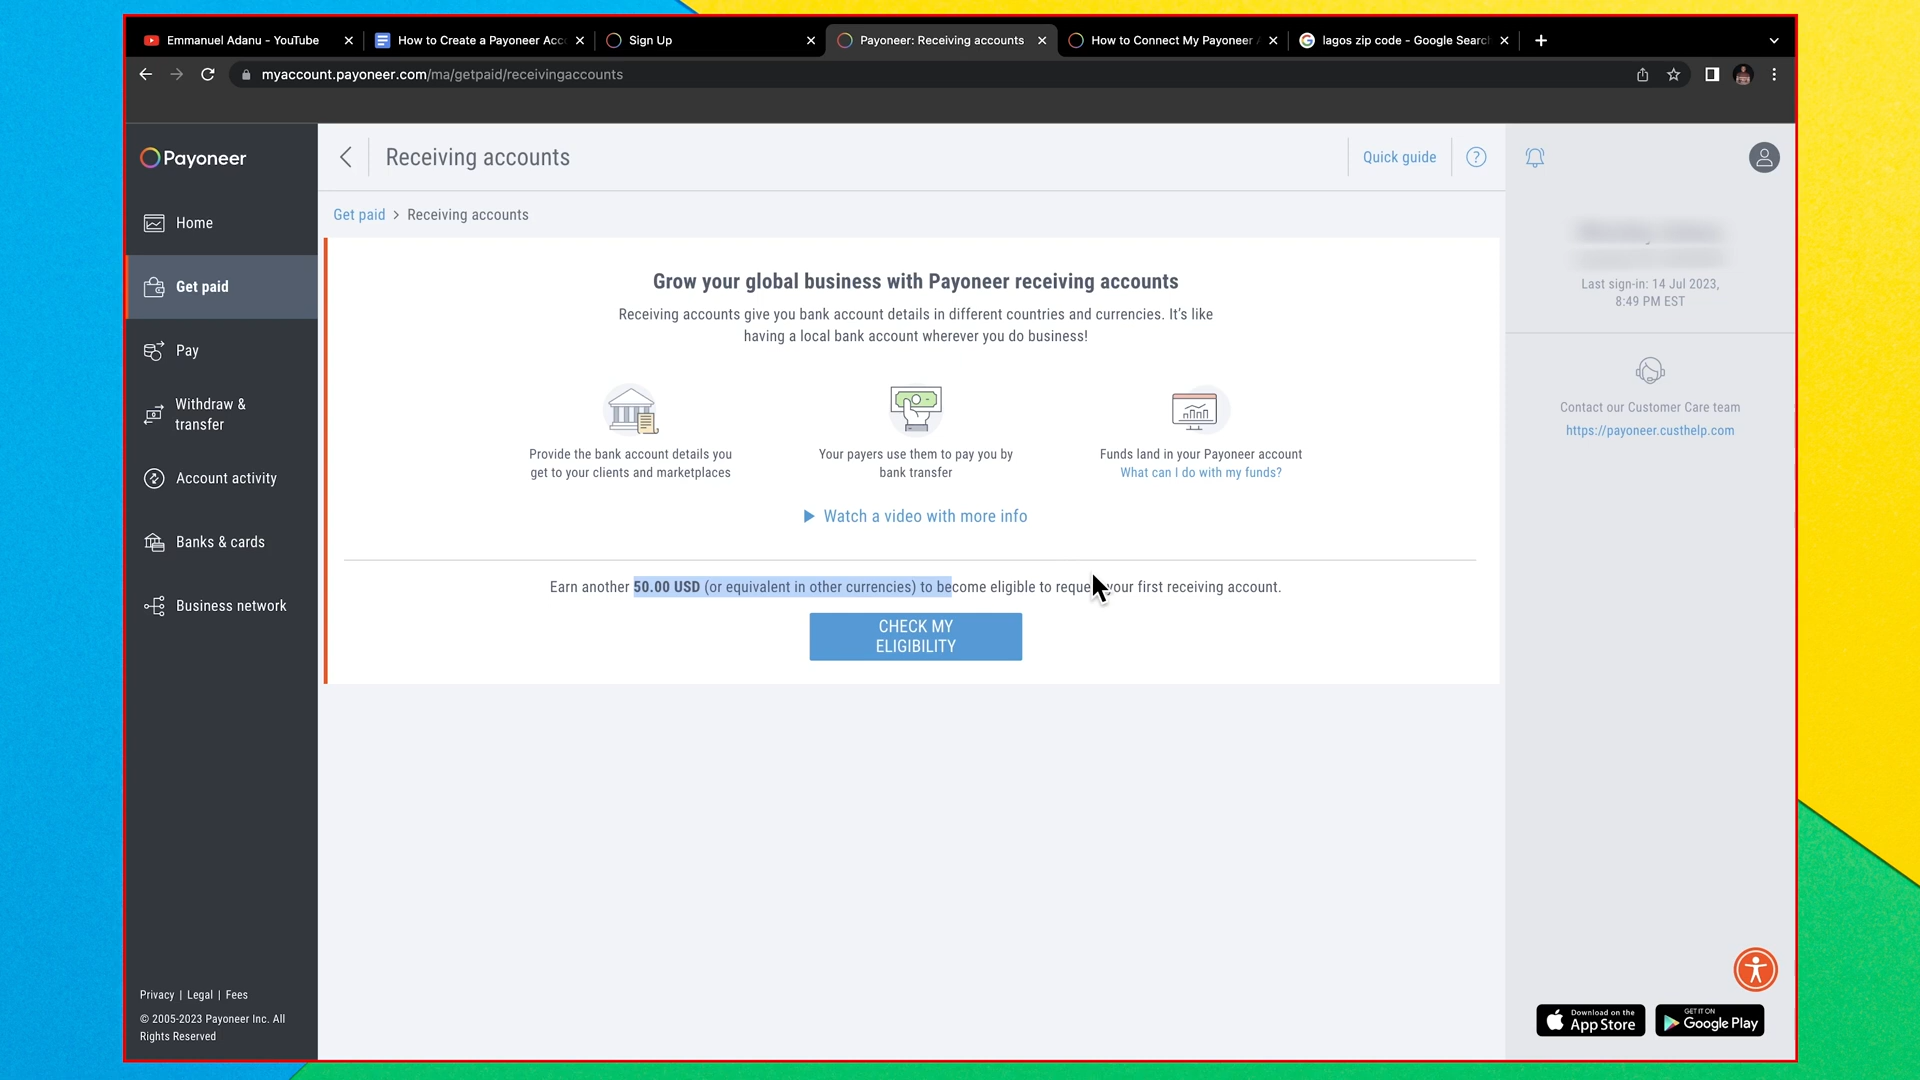 Emmanuel Adanu - YouTube
How to Create a Payoneer Acc
Sign Up
Payoneer: Receiving accounts
How to Connect My Payoneer
lagos zip code - Google Search
myaccount.payoneer.com/ma/getpaid/receivingaccounts
Payoneer
Receiving accounts
Quick guide
?
Home
Get paid
Pay
Withdraw &
transfer
Account activity
Banks & cards
Business network
Get paid > Receiving accounts
Grow your global business with Payoneer receiving accounts
Receiving accounts give you bank account details in different countries and currencies. It's like
having a local bank account wherever you do business!
Provide the bank account details you
get to your clients and marketplaces
Your payers use them to pay you by
bank transfer
Funds land in your Payoneer account
What can I do with my funds?
Watch a video with more info
Earn another 50.00 USD (or equivalent in other currencies) to become eligible to reque your first receiving account.
CHECK MY
ELIGIBILITY
Last sign-in: 14 Jul 2023,
8:49 PM EST
Contact our Customer Care team
https://payoneer.custhelp.com
Privacy | Legal | Fees
© 2005-2023 Payoneer Inc. All
Rights Reserved
Download on the
App Store
GET IT ON
Google Play